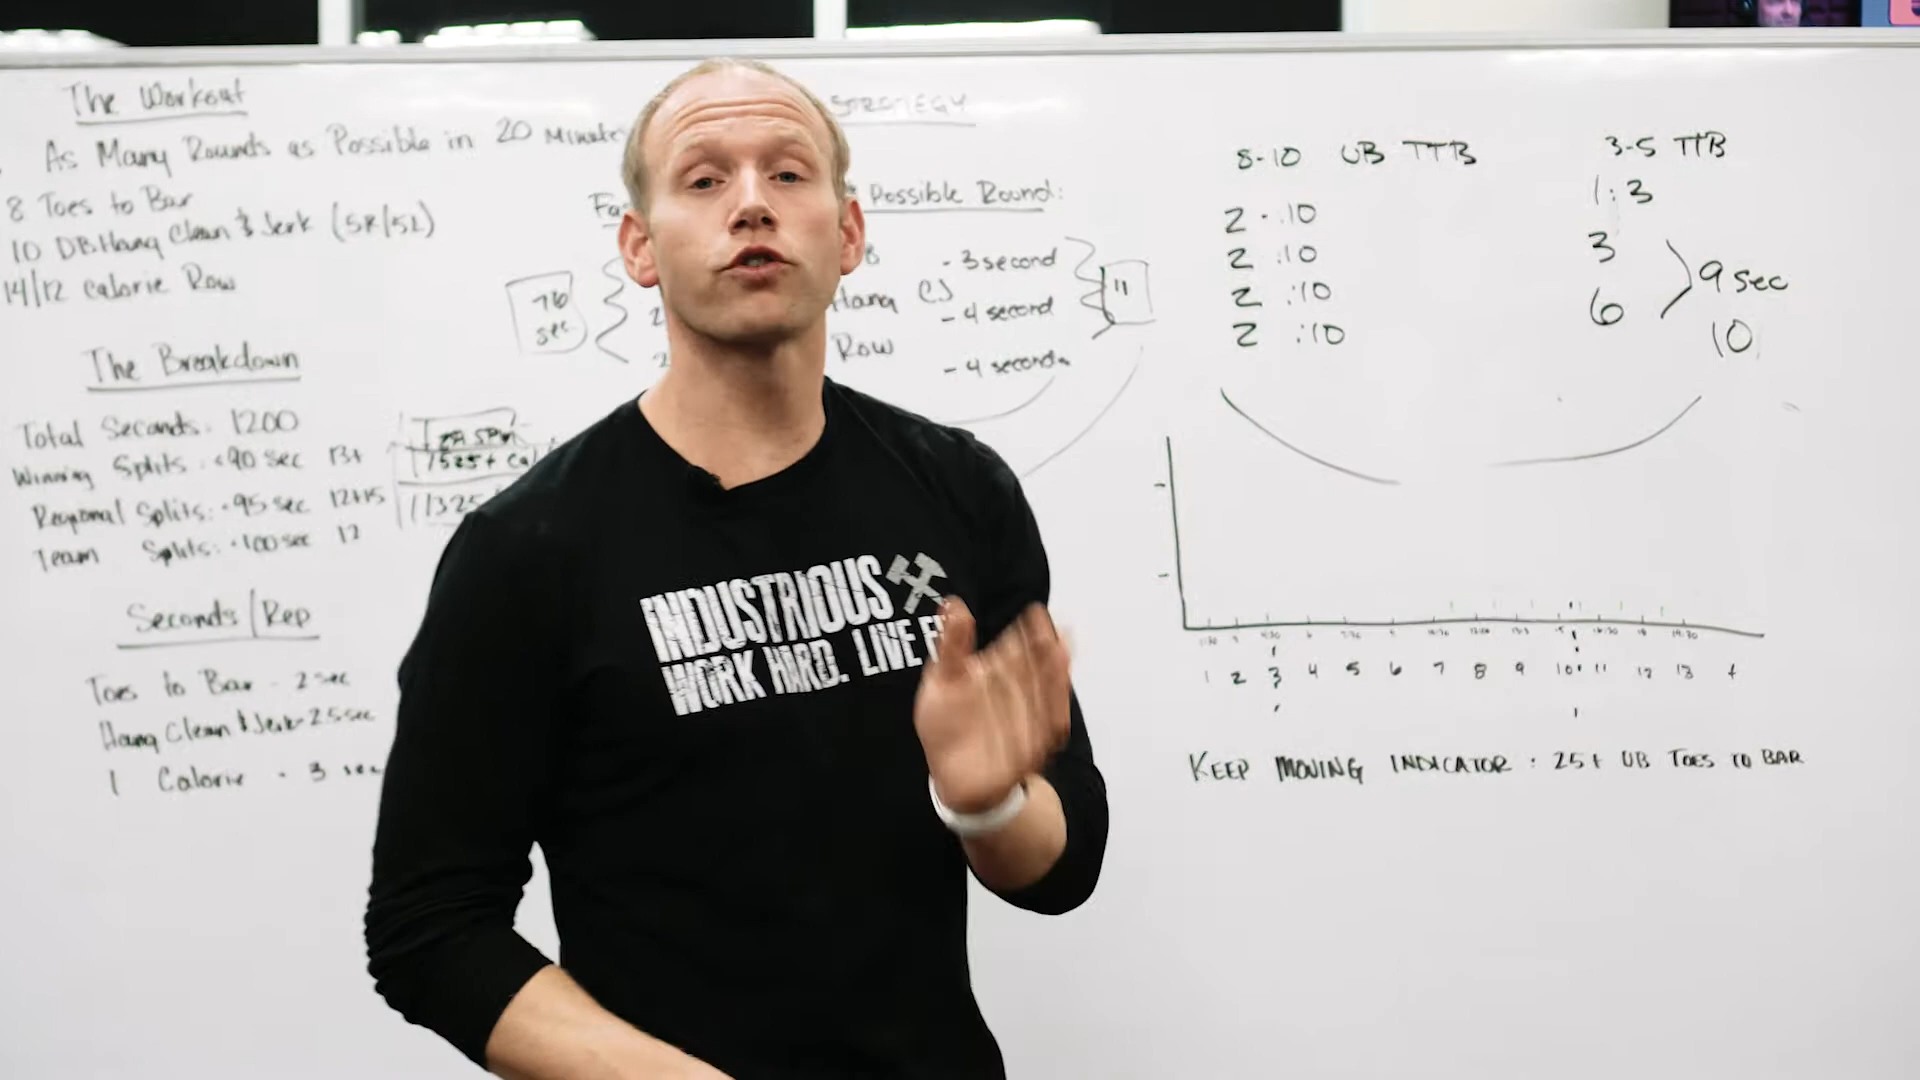 The Workout
As Many Rounds as Possible in 20 Minute
8 Toes to Bar
10 DB Hang Clean & Jerk (5R/5L)
14/12 Calorie Row
The Breakdown
Total Seconds: 1200
Winning Splits: <90 sec 13+
Regional Splits: 95 sec 12+15
Team Splits: 100 sec 12
Seconds/Rep
Toes to Bar - 2 sec
Hang Clean & Jerk - 2.5 sec
1 Calorie - 3 sec
STRATEGY
Possible Round:
76 sec
- 3 second
Hang CJ - 4 second
Row - 4 seconds
11
INDUSTRIOUS
WORK HARD. LIVE
8-10 UB TTB
2 - :10
2 :10
2 :10
2 :10
3-5 TTB
1:3
3
6
9 sec
10
1 2 3 4 5 6 7 8 9 10 11 12 13 +
KEEP MOVING INDICATOR: 25+ UB TOES TO BAR